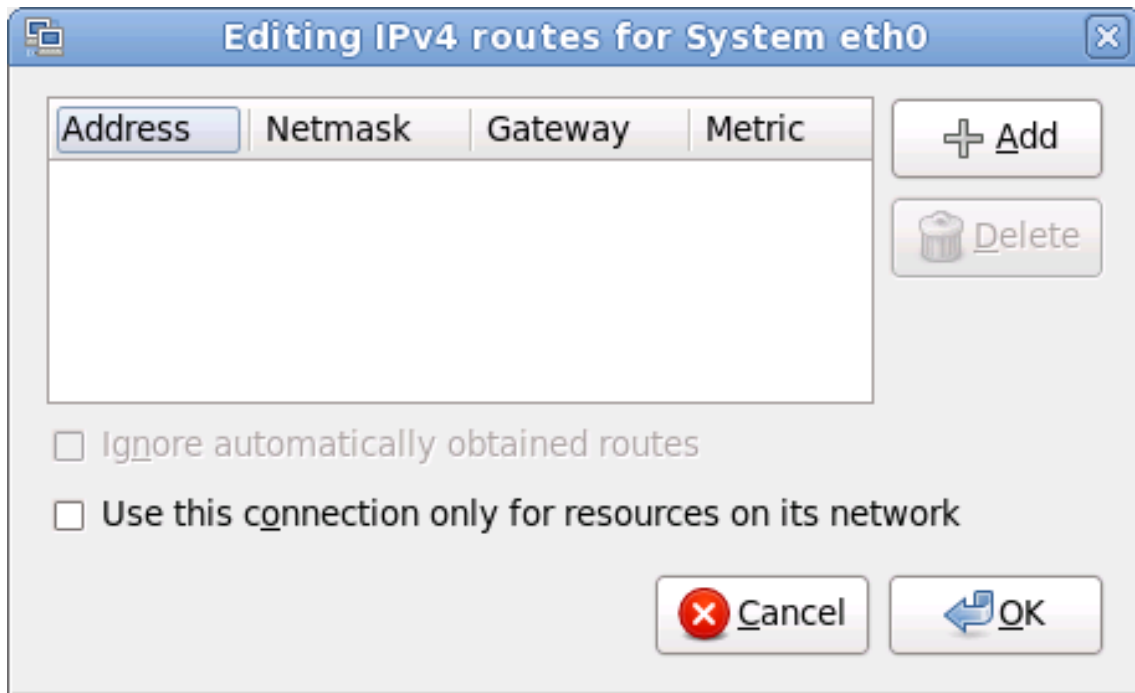 Editing IPv4 routes for System eth0
Address Netmask Gateway Metric
Add
Delete
Ignore automatically obtained routes
Use this connection only for resources on its network
Cancel OK